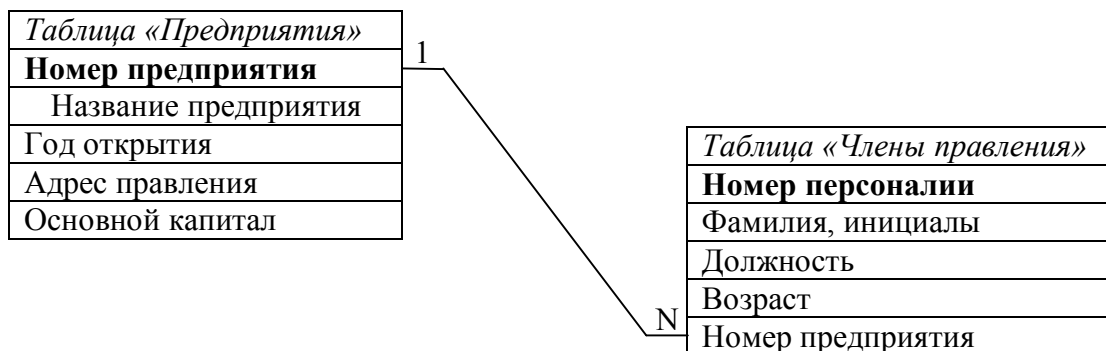 Таблица «Предприятия»
1
Номер предприятия
Название предприятия
Год открытия
Адрес правления
Основной капитал
Таблица «Члены правления»
Номер персоналии
Фамилия, инициалы
Должность
Возраст
N
Номер предприятия